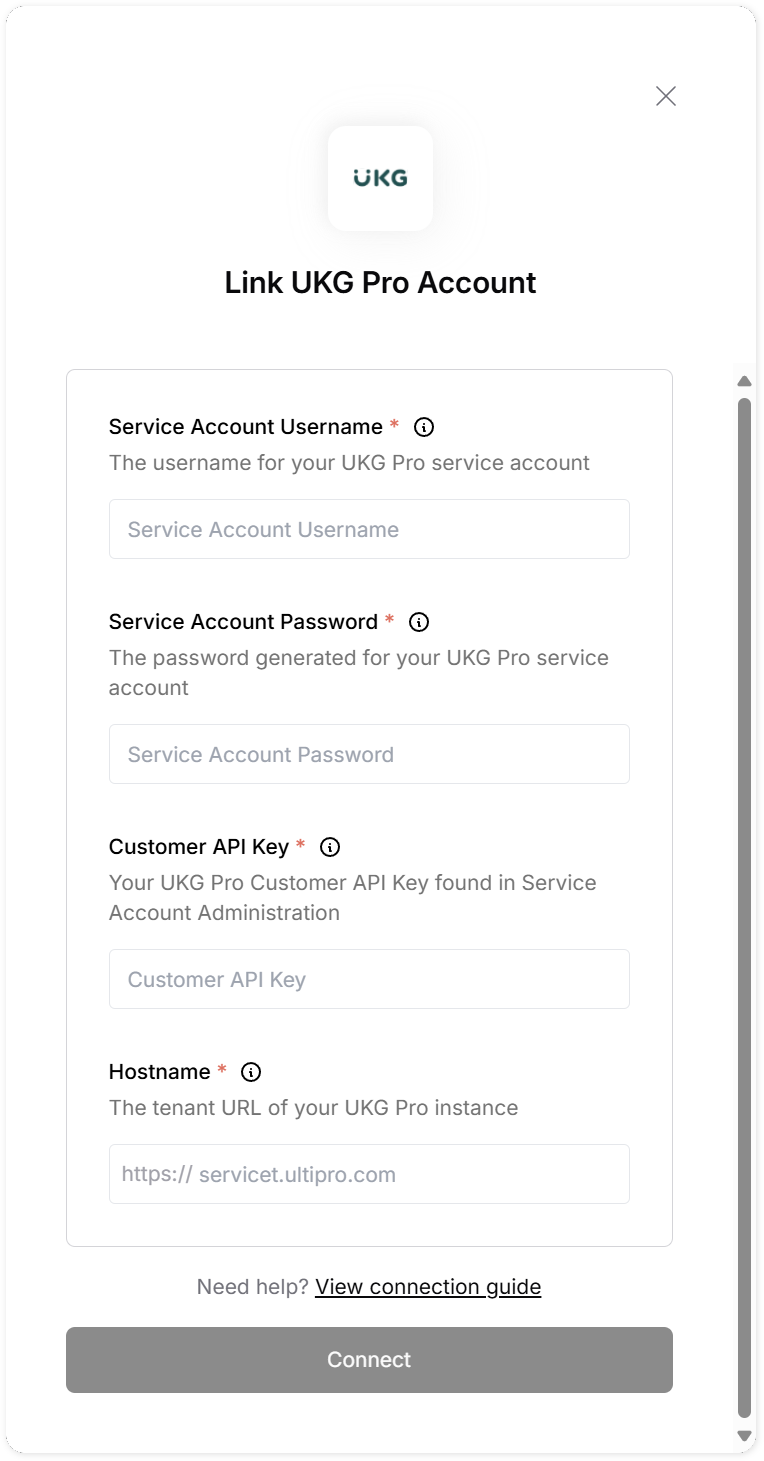 UKG
Link UKG Pro Account
Service Account Username *
The username for your UKG Pro service account
Service Account Username
Service Account Password *
The password generated for your UKG Pro service
account
Service Account Password
Customer API Key *
Your UKG Pro Customer API Key found in Service
Account Administration
Customer API Key
Hostname *
The tenant URL of your UKG Pro instance
https:// servicet.ultipro.com
Need help? View connection guide
Connect